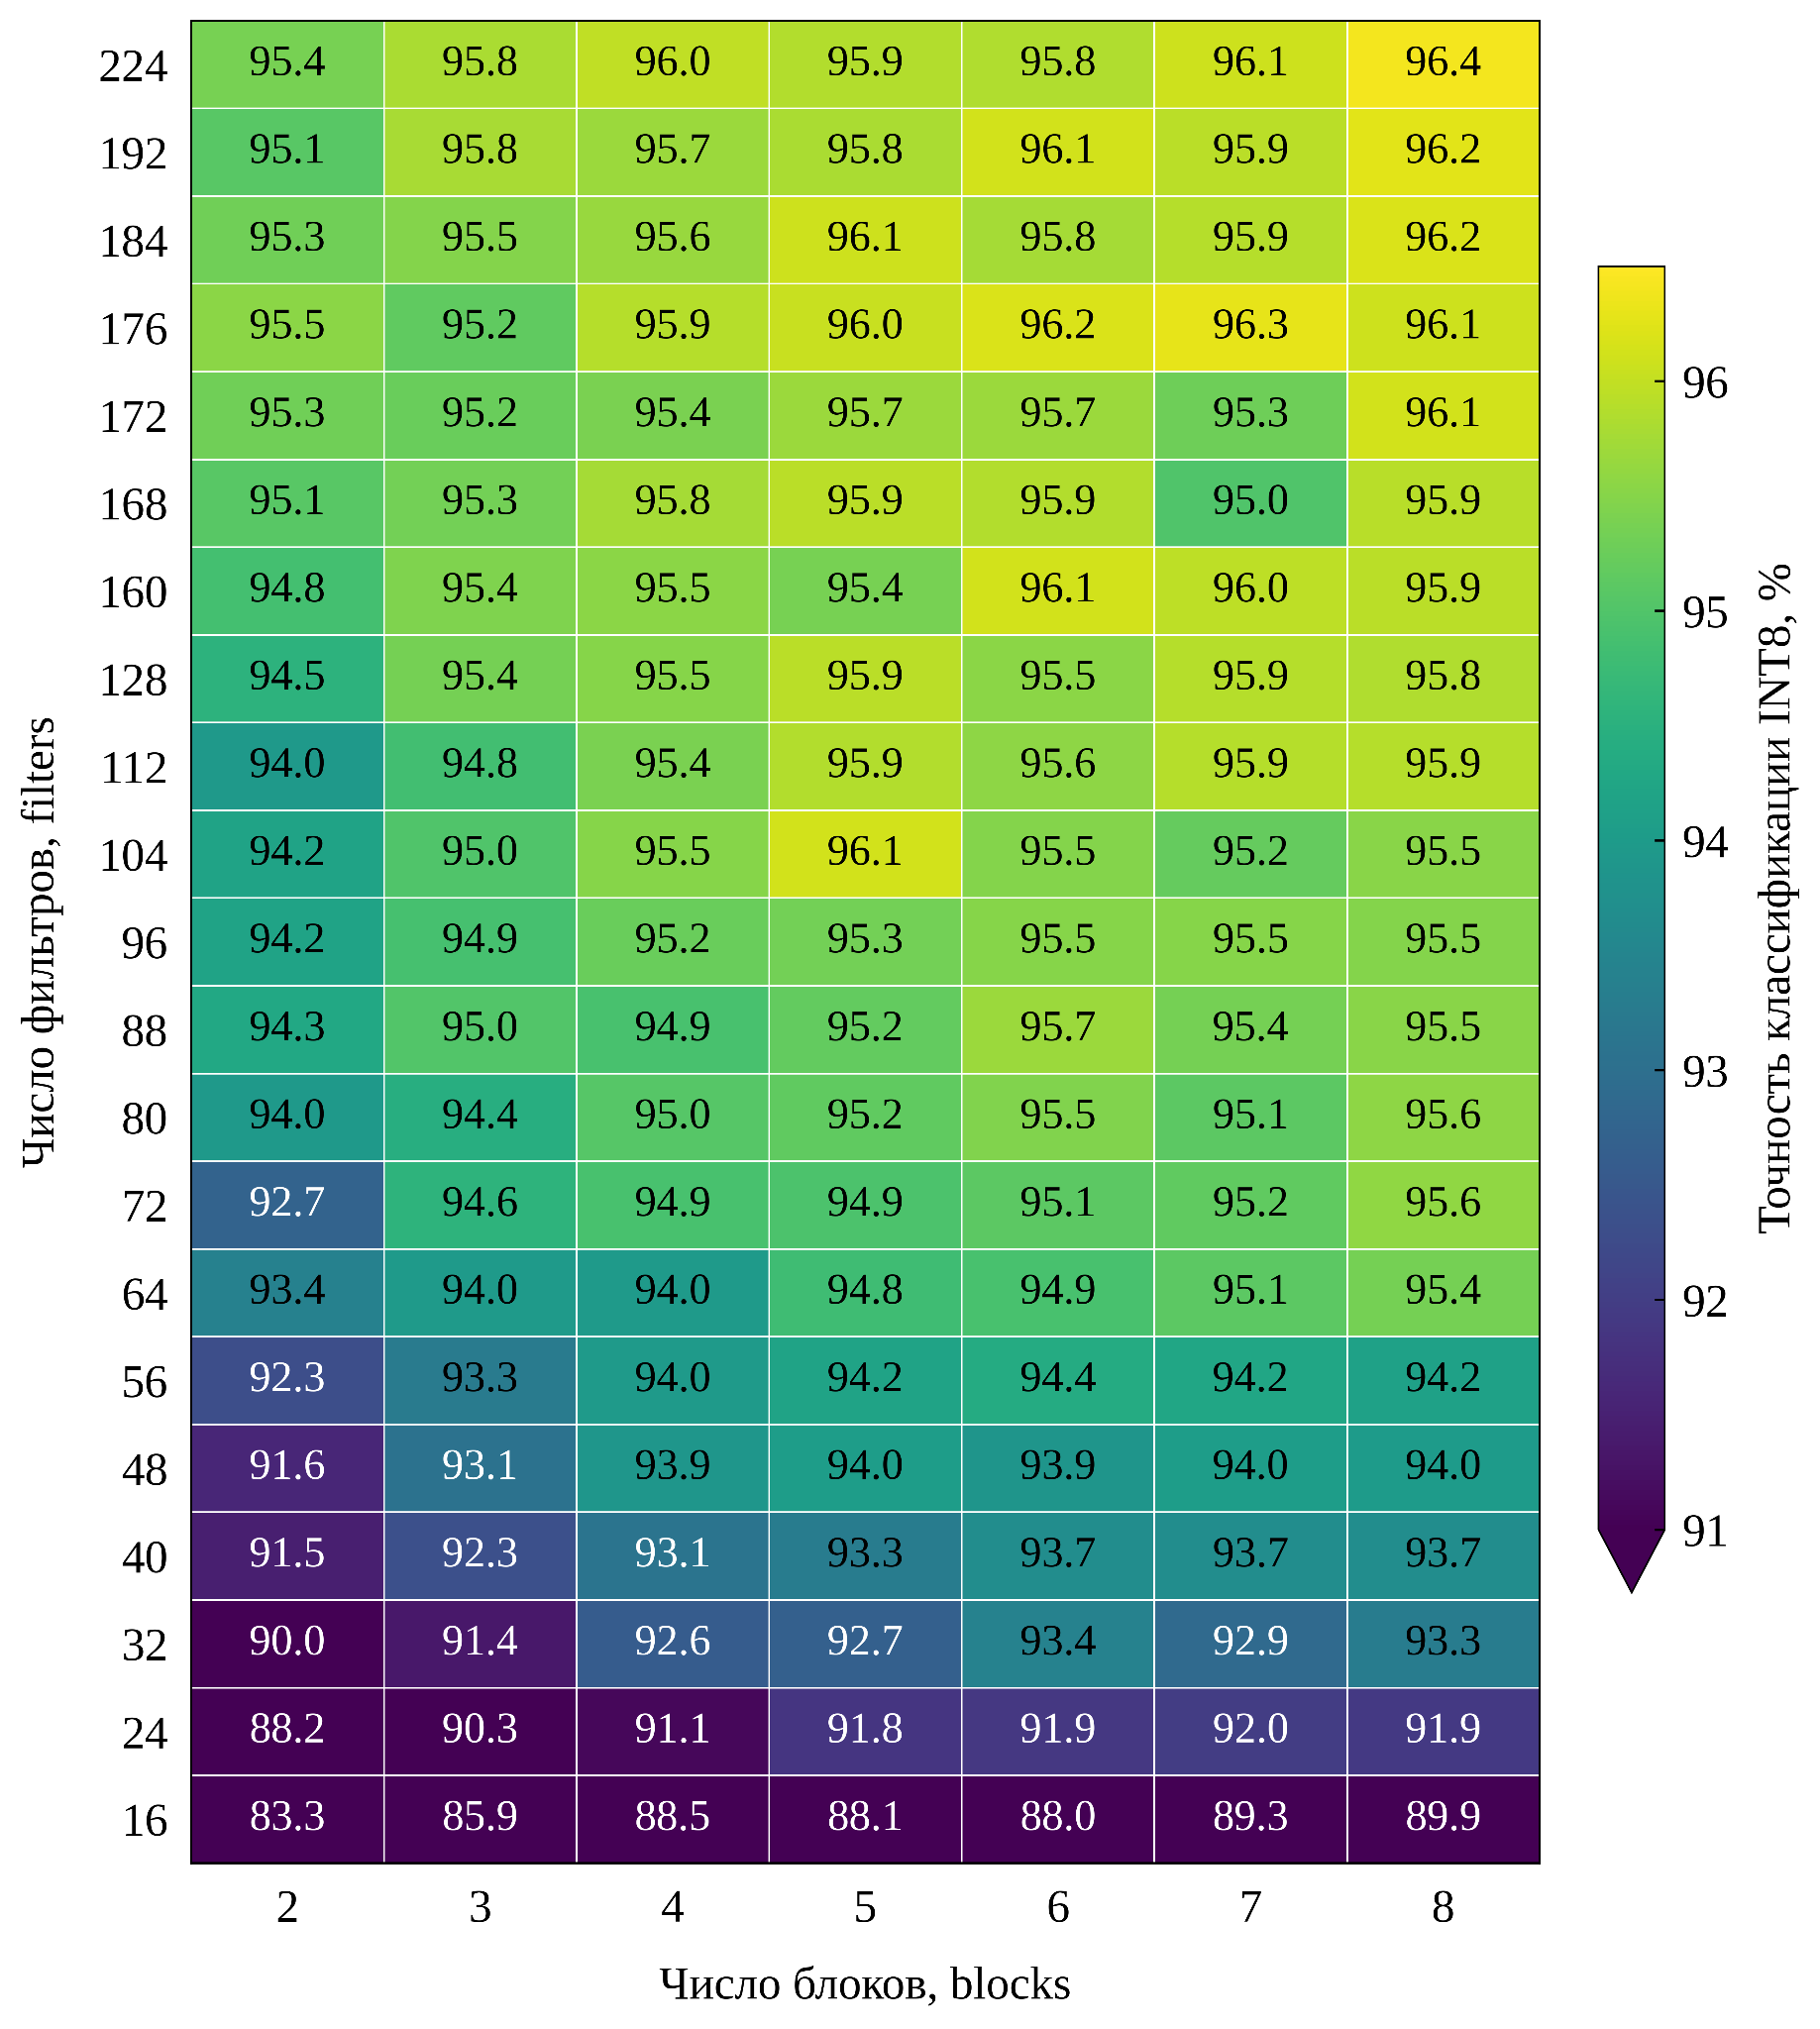 224 95.4 95.8 96.0 95.9 95.8 96.1 96.4
192 95.1 95.8 95.7 95.8 96.1 95.9 96.2
184 95.3 95.5 95.6 96.1 95.8 95.9 96.2
176 95.5 95.2 95.9 96.0 96.2 96.3 96.1
172 95.3 95.2 95.4 95.7 95.7 95.3 96.1
168 95.1 95.3 95.8 95.9 95.9 95.0 95.9
160 94.8 95.4 95.5 95.4 96.1 96.0 95.9
128 94.5 95.4 95.5 95.9 95.5 95.9 95.8
112 94.0 94.8 95.4 95.9 95.6 95.9 95.9
104 94.2 95.0 95.5 96.1 95.5 95.2 95.5
96 94.2 94.9 95.2 95.3 95.5 95.5 95.5
88 94.3 95.0 94.9 95.2 95.7 95.4 95.5
80 94.0 94.4 95.0 95.2 95.5 95.1 95.6
72 92.7 94.6 94.9 94.9 95.1 95.2 95.6
64 93.4 94.0 94.0 94.8 94.9 95.1 95.4
56 92.3 93.3 94.0 94.2 94.4 94.2 94.2
48 91.6 93.1 93.9 94.0 93.9 94.0 94.0
40 91.5 92.3 93.1 93.3 93.7 93.7 93.7
32 90.0 91.4 92.6 92.7 93.4 92.9 93.3
24 88.2 90.3 91.1 91.8 91.9 92.0 91.9
16 83.3 85.9 88.5 88.1 88.0 89.3 89.9
2 3 4 5 6 7 8
Число блоков, blocks
Число фильтров, filters
96
95
94
93
92
91
Точность классификации INT8, %